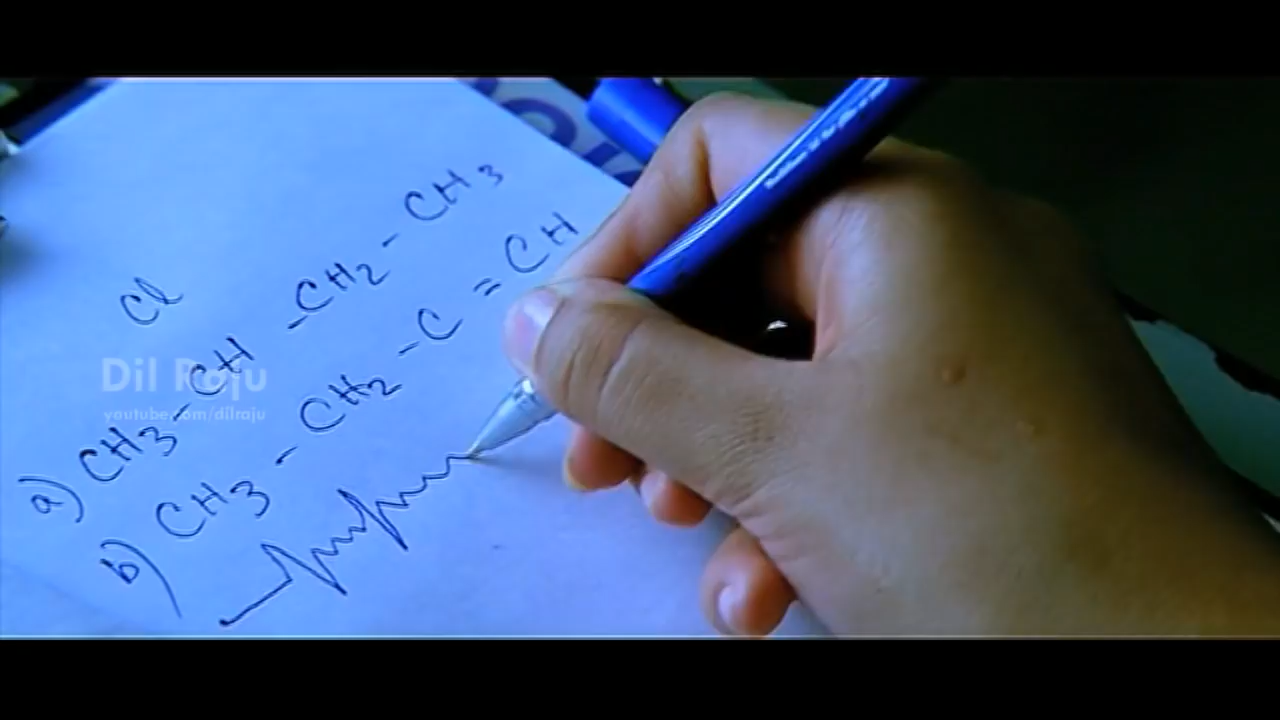 Cl
a) CH3 - CH - CH2 - CH3
b) CH3 - CH2 - C = CH
Dil Raju
youtube.com/dilraju